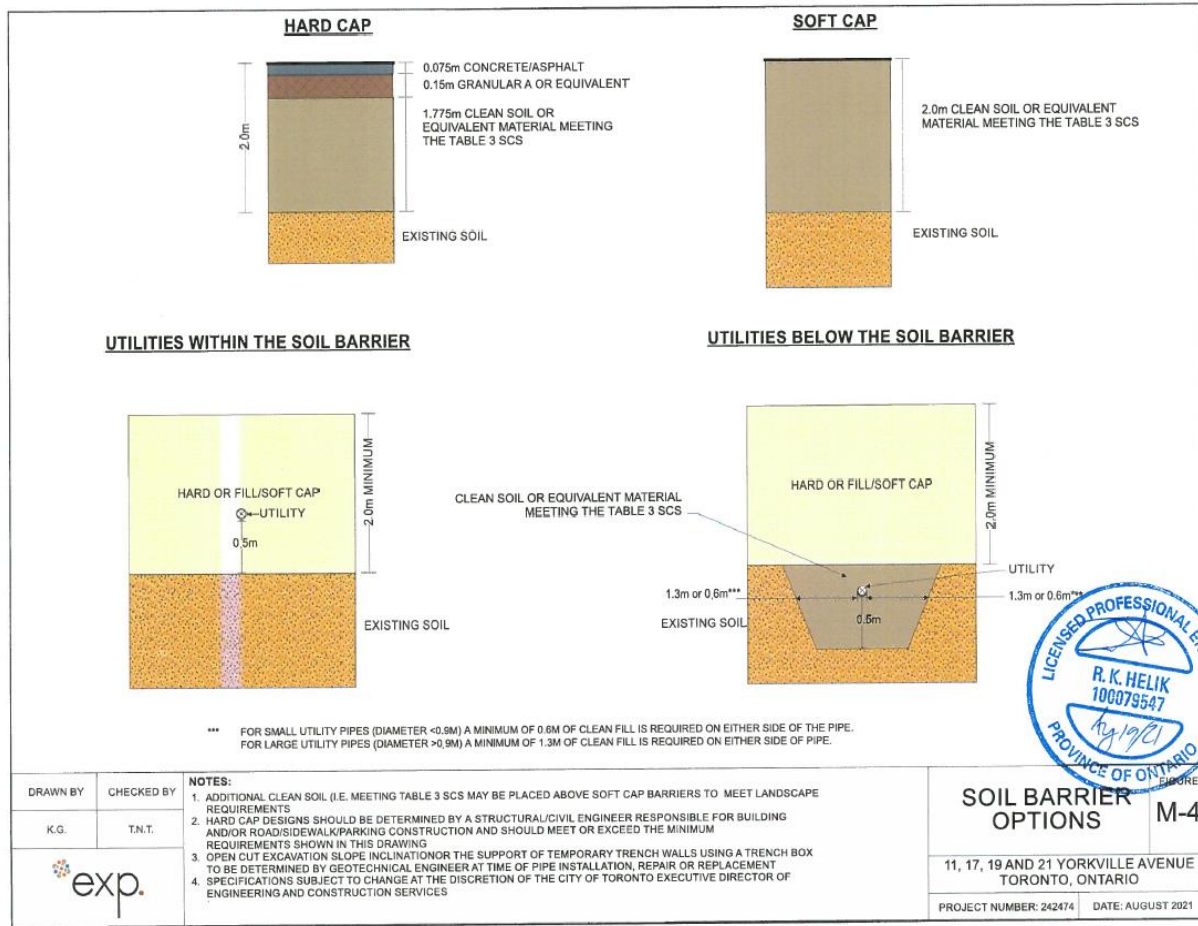 HARD CAP
0.075m CONCRETE/ASPHALT
0.15m GRANULAR A OR EQUIVALENT
1.775m CLEAN SOIL OR
EQUIVALENT MATERIAL MEETING
THE TABLE 3 SCS
2.0m
EXISTING SOIL
SOFT CAP
2.0m CLEAN SOIL OR EQUIVALENT
MATERIAL MEETING THE TABLE 3 SCS
EXISTING SOIL
UTILITIES WITHIN THE SOIL BARRIER
HARD OR FILL/SOFT CAP
UTILITY
0.5m
2.0m MINIMUM
EXISTING SOIL
UTILITIES BELOW THE SOIL BARRIER
HARD OR FILL/SOFT CAP
2.0m MINIMUM
CLEAN SOIL OR EQUIVALENT MATERIAL
MEETING THE TABLE 3 SCS
UTILITY
1.3m or 0.6m***
1.3m or 0.6m***
0.5m
EXISTING SOIL
*** FOR SMALL UTILITY PIPES (DIAMETER <0.9M) A MINIMUM OF 0.6M OF CLEAN FILL IS REQUIRED ON EITHER SIDE OF THE PIPE.
FOR LARGE UTILITY PIPES (DIAMETER >0.9M) A MINIMUM OF 1.3M OF CLEAN FILL IS REQUIRED ON EITHER SIDE OF PIPE.
LICENSED PROFESSIONAL EN
R. K. HELIK
100079547
PROVINCE OF ONTARIO
DRAWN BY
CHECKED BY
K.G.
T.N.T.
exp.
NOTES:
1. ADDITIONAL CLEAN SOIL (I.E. MEETING TABLE 3 SCS MAY BE PLACED ABOVE SOFT CAP BARRIERS TO MEET LANDSCAPE
REQUIREMENTS
2. HARD CAP DESIGNS SHOULD BE DETERMINED BY A STRUCTURAL/CIVIL ENGINEER RESPONSIBLE FOR BUILDING
AND/OR ROAD/SIDEWALK/PARKING CONSTRUCTION AND SHOULD MEET OR EXCEED THE MINIMUM
REQUIREMENTS SHOWN IN THIS DRAWING
3. OPEN CUT EXCAVATION SLOPE INCLINATIONOR THE SUPPORT OF TEMPORARY TRENCH WALLS USING A TRENCH BOX
TO BE DETERMINED BY GEOTECHNICAL ENGINEER AT TIME OF PIPE INSTALLATION, REPAIR OR REPLACEMENT
4. SPECIFICATIONS SUBJECT TO CHANGE AT THE DISCRETION OF THE CITY OF TORONTO EXECUTIVE DIRECTOR OF
ENGINEERING AND CONSTRUCTION SERVICES
SOIL BARRIER
OPTIONS
FIGURE
M-4
11, 17, 19 AND 21 YORKVILLE AVENUE
TORONTO, ONTARIO
PROJECT NUMBER: 242474
DATE: AUGUST 2021